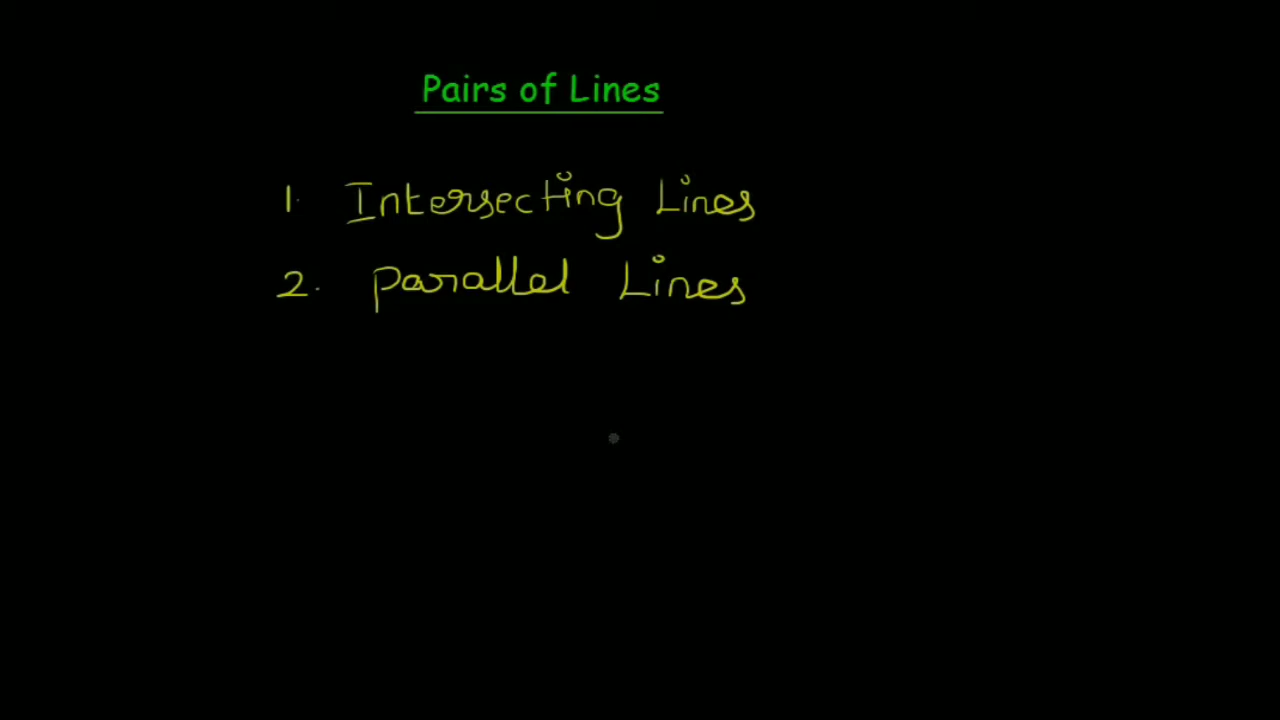 Pairs of Lines
1. Intersecting Lines
2. Parallel Lines